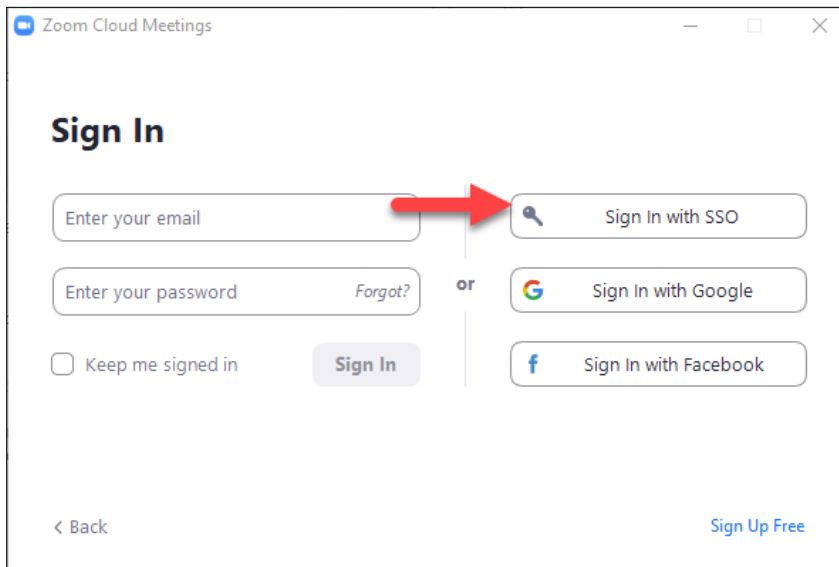 Zoom Cloud Meetings
Sign In
Enter your email
Enter your password
Forgot?
Keep me signed in
Sign In
or
Sign In with SSO
Sign In with Google
Sign In with Facebook
< Back
Sign Up Free